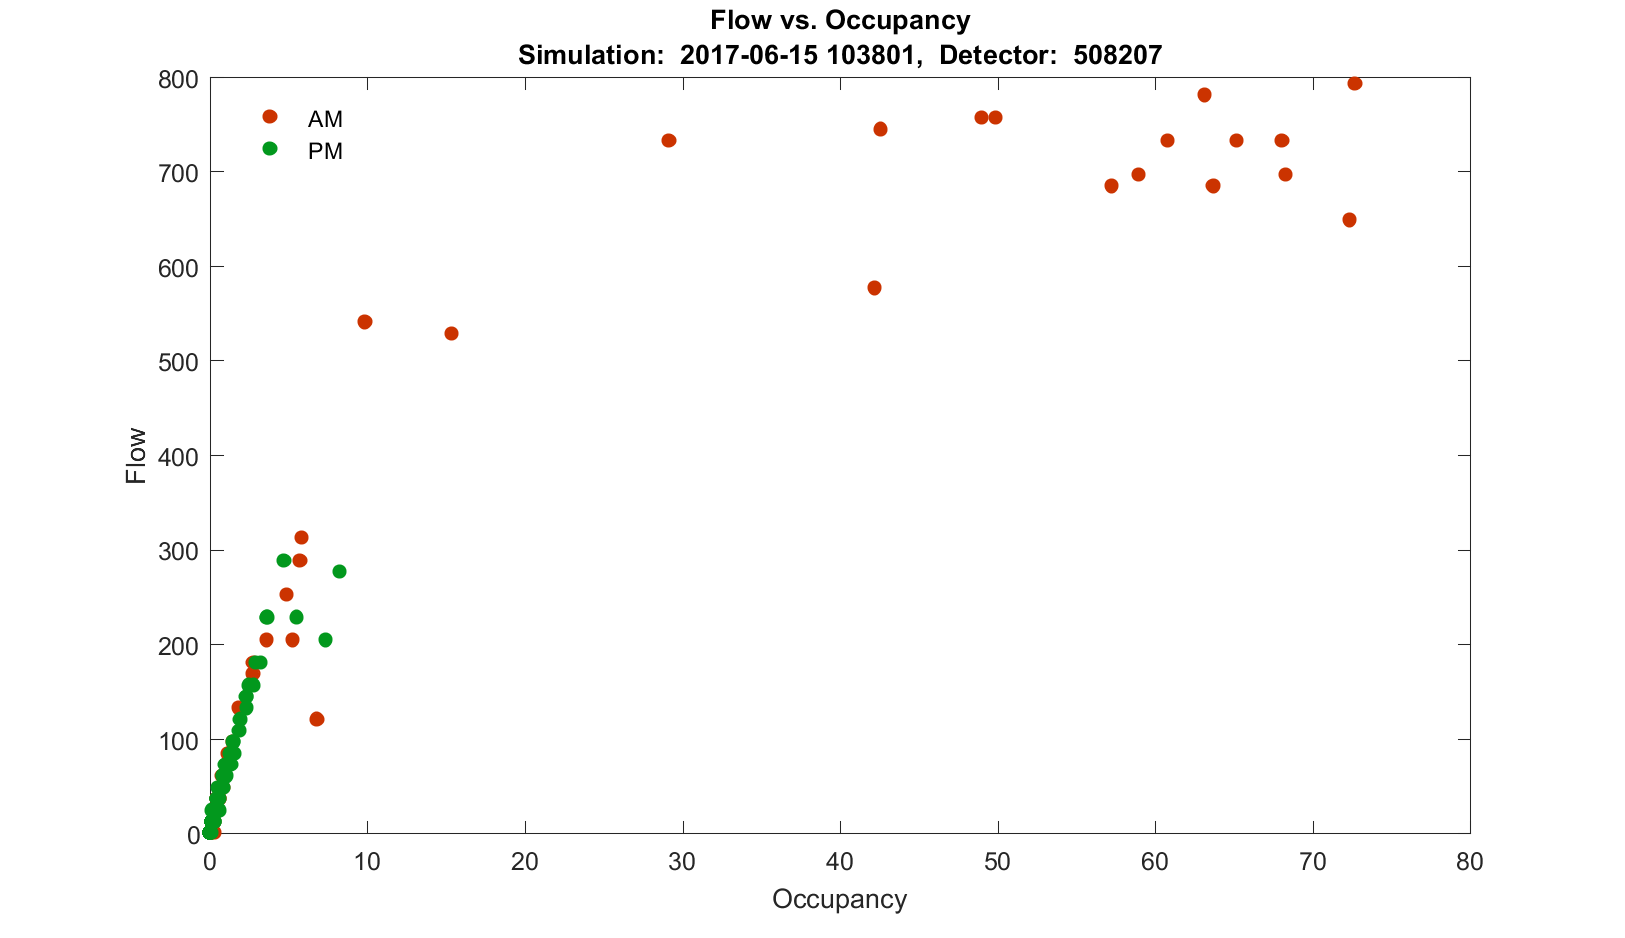 Flow vs. Occupancy
Simulation:  2017-06-15 103801,  Detector:  508207
AM
PM
800
700
600
500
400
300
200
100
0
Flow
0 10 20 30 40 50 60 70 80
Occupancy